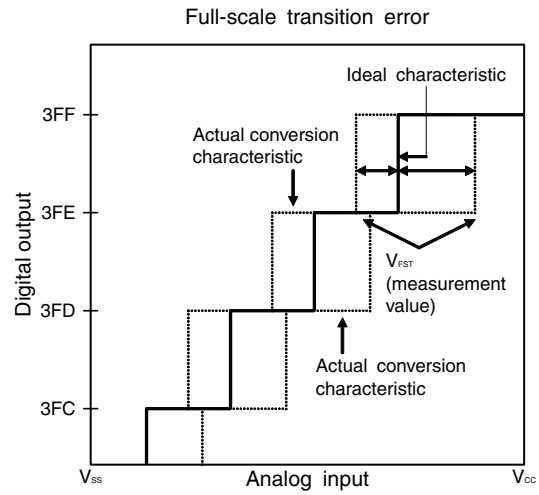 Full-scale transition error
Ideal characteristic
3FF
Actual conversion
characteristic
3FE
VFST
(measurement
value)
3FD
Actual conversion
characteristic
3FC
Digital output
VSS
Analog input
VCC